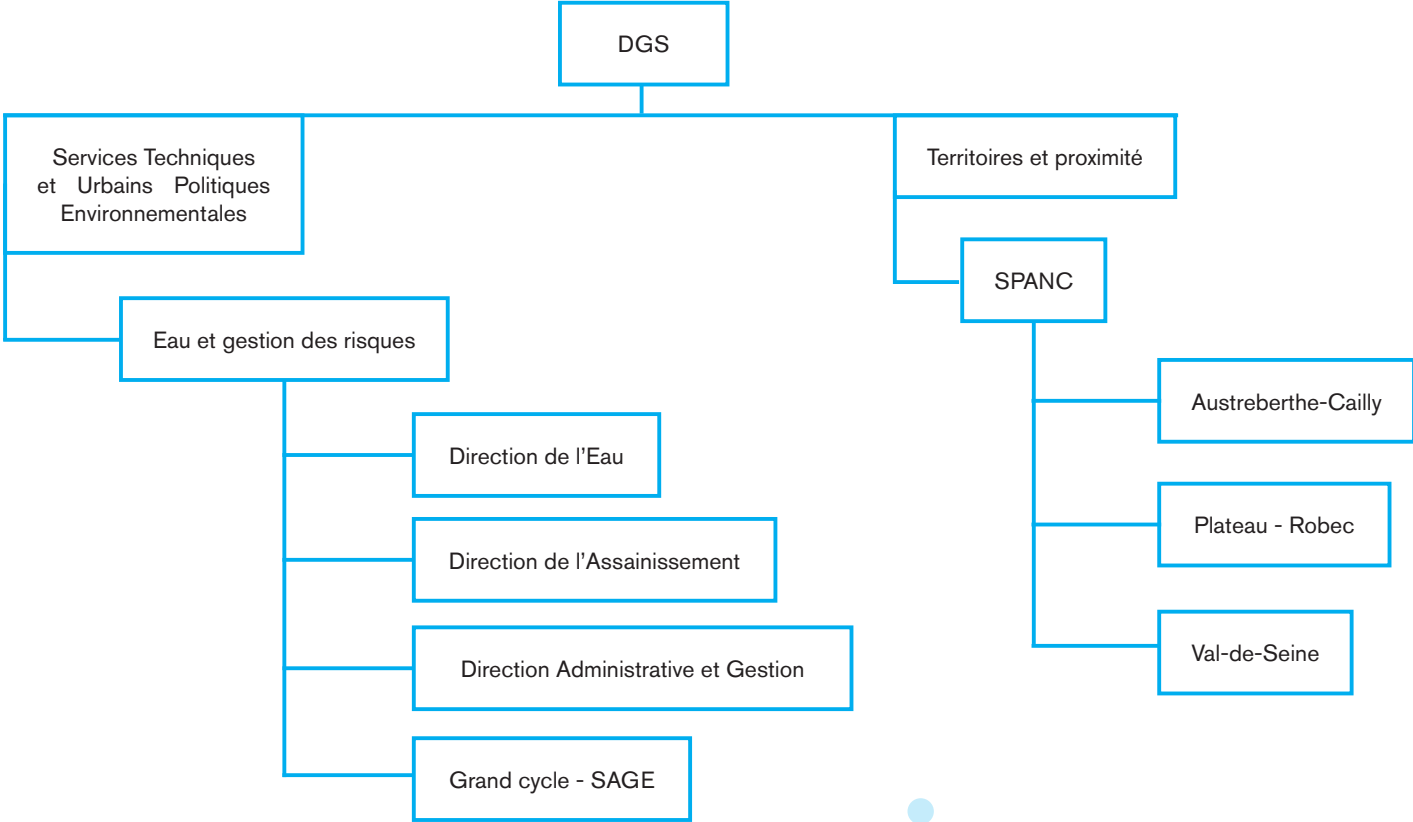 DGS
Services Techniques
et Urbains Politiques
Environnementales
Territoires et proximité
SPANC
Eau et gestion des risques
Austreberthe-Cailly
Direction de l'Eau
Plateau - Robec
Direction de l'Assainissement
Val-de-Seine
Direction Administrative et Gestion
Grand cycle - SAGE